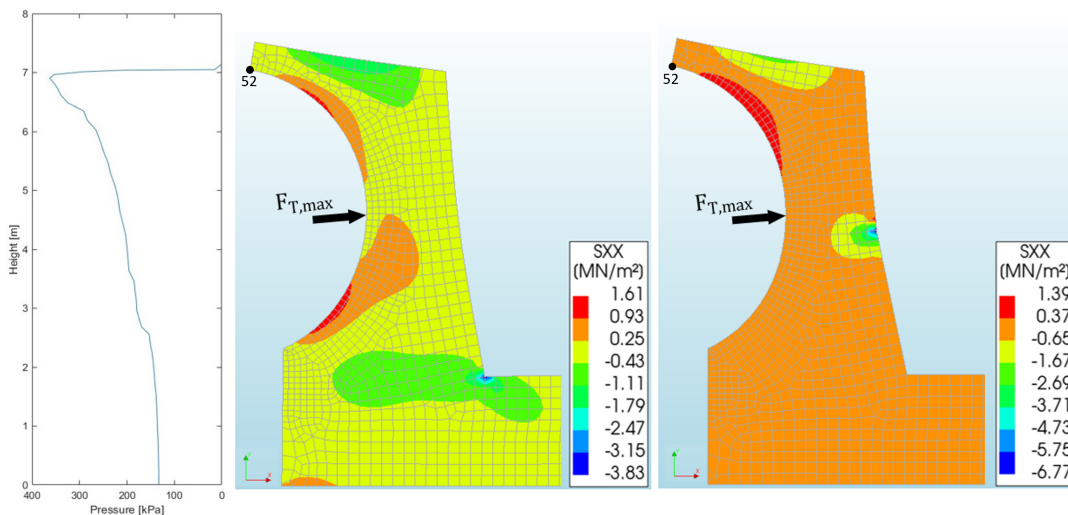 8
7
6
5
4
3
2
1
0
Height [m]
400 300 200 100 0
Pressure [kPa]
52
F_T,max
SXX
(MN/m²)
1.61
0.93
0.25
-0.43
-1.11
-1.79
-2.47
-3.15
-3.83
Y
X
52
F_T,max
SXX
(MN/m²)
1.39
0.37
-0.65
-1.67
-2.69
-3.71
-4.73
-5.75
-6.77
Y
X